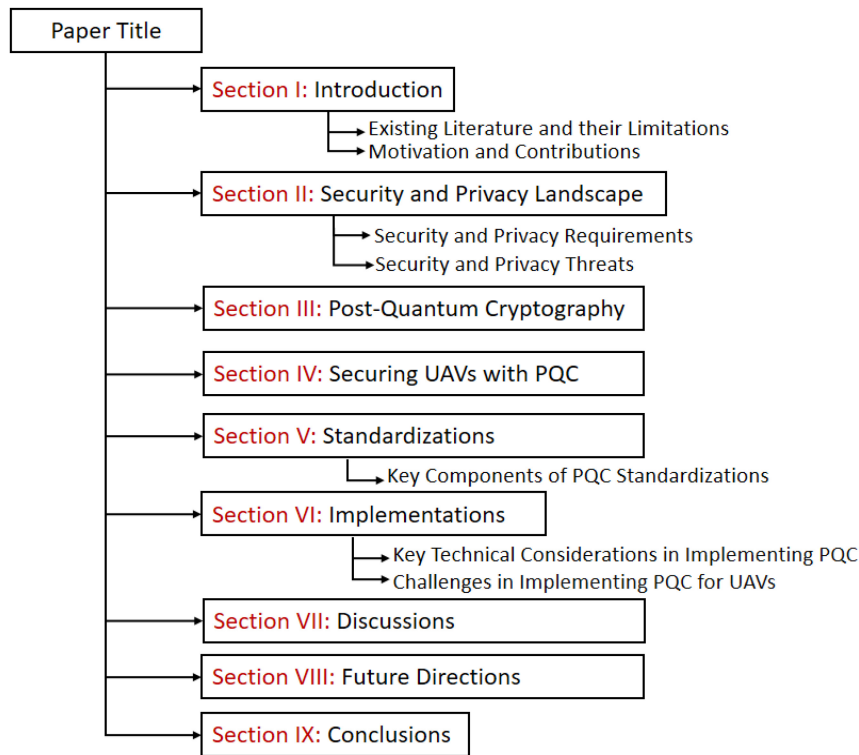 Paper Title
Section I: Introduction
Existing Literature and their Limitations
Motivation and Contributions
Section II: Security and Privacy Landscape
Security and Privacy Requirements
Security and Privacy Threats
Section III: Post-Quantum Cryptography
Section IV: Securing UAVs with PQC
Section V: Standardizations
Key Components of PQC Standardizations
Section VI: Implementations
Key Technical Considerations in Implementing PQC
Challenges in Implementing PQC for UAVs
Section VII: Discussions
Section VIII: Future Directions
Section IX: Conclusions